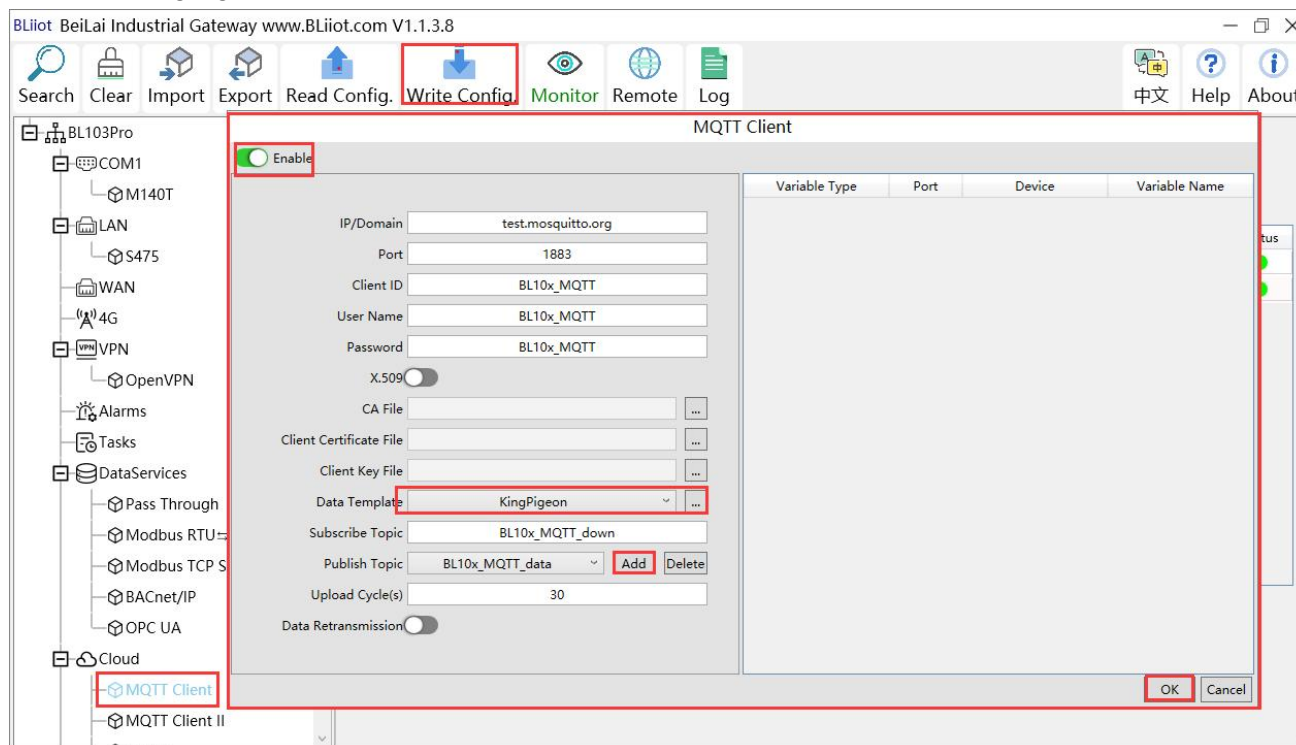 BLiiot BeiLai Industrial Gateway www.BLiiot.com V1.1.3.8
Search Clear Import Export Read Config. Write Config. Monitor Remote Log 中文 Help About
BL103Pro
COM1
M140T
LAN
S475
WAN
4G
VPN
VPN
OpenVPN
Alarms
Tasks
DataServices
Pass Through
Modbus RTU
Modbus TCP S
BACnet/IP
OPC UA
Cloud
MQTT Client
MQTT Client II
MQTT Client
Enable
IP/Domain test.mosquitto.org
Port 1883
Client ID BL10x_MQTT
User Name BL10x_MQTT
Password BL10x_MQTT
X.509
CA File ...
Client Certificate File ...
Client Key File ...
Data Template KingPigeon ...
Subscribe Topic BL10x_MQTT_down
Publish Topic BL10x_MQTT_data Add Delete
Upload Cycle(s) 30
Data Retransmission
Variable Type Port Device Variable Name
tus
OK Cancel